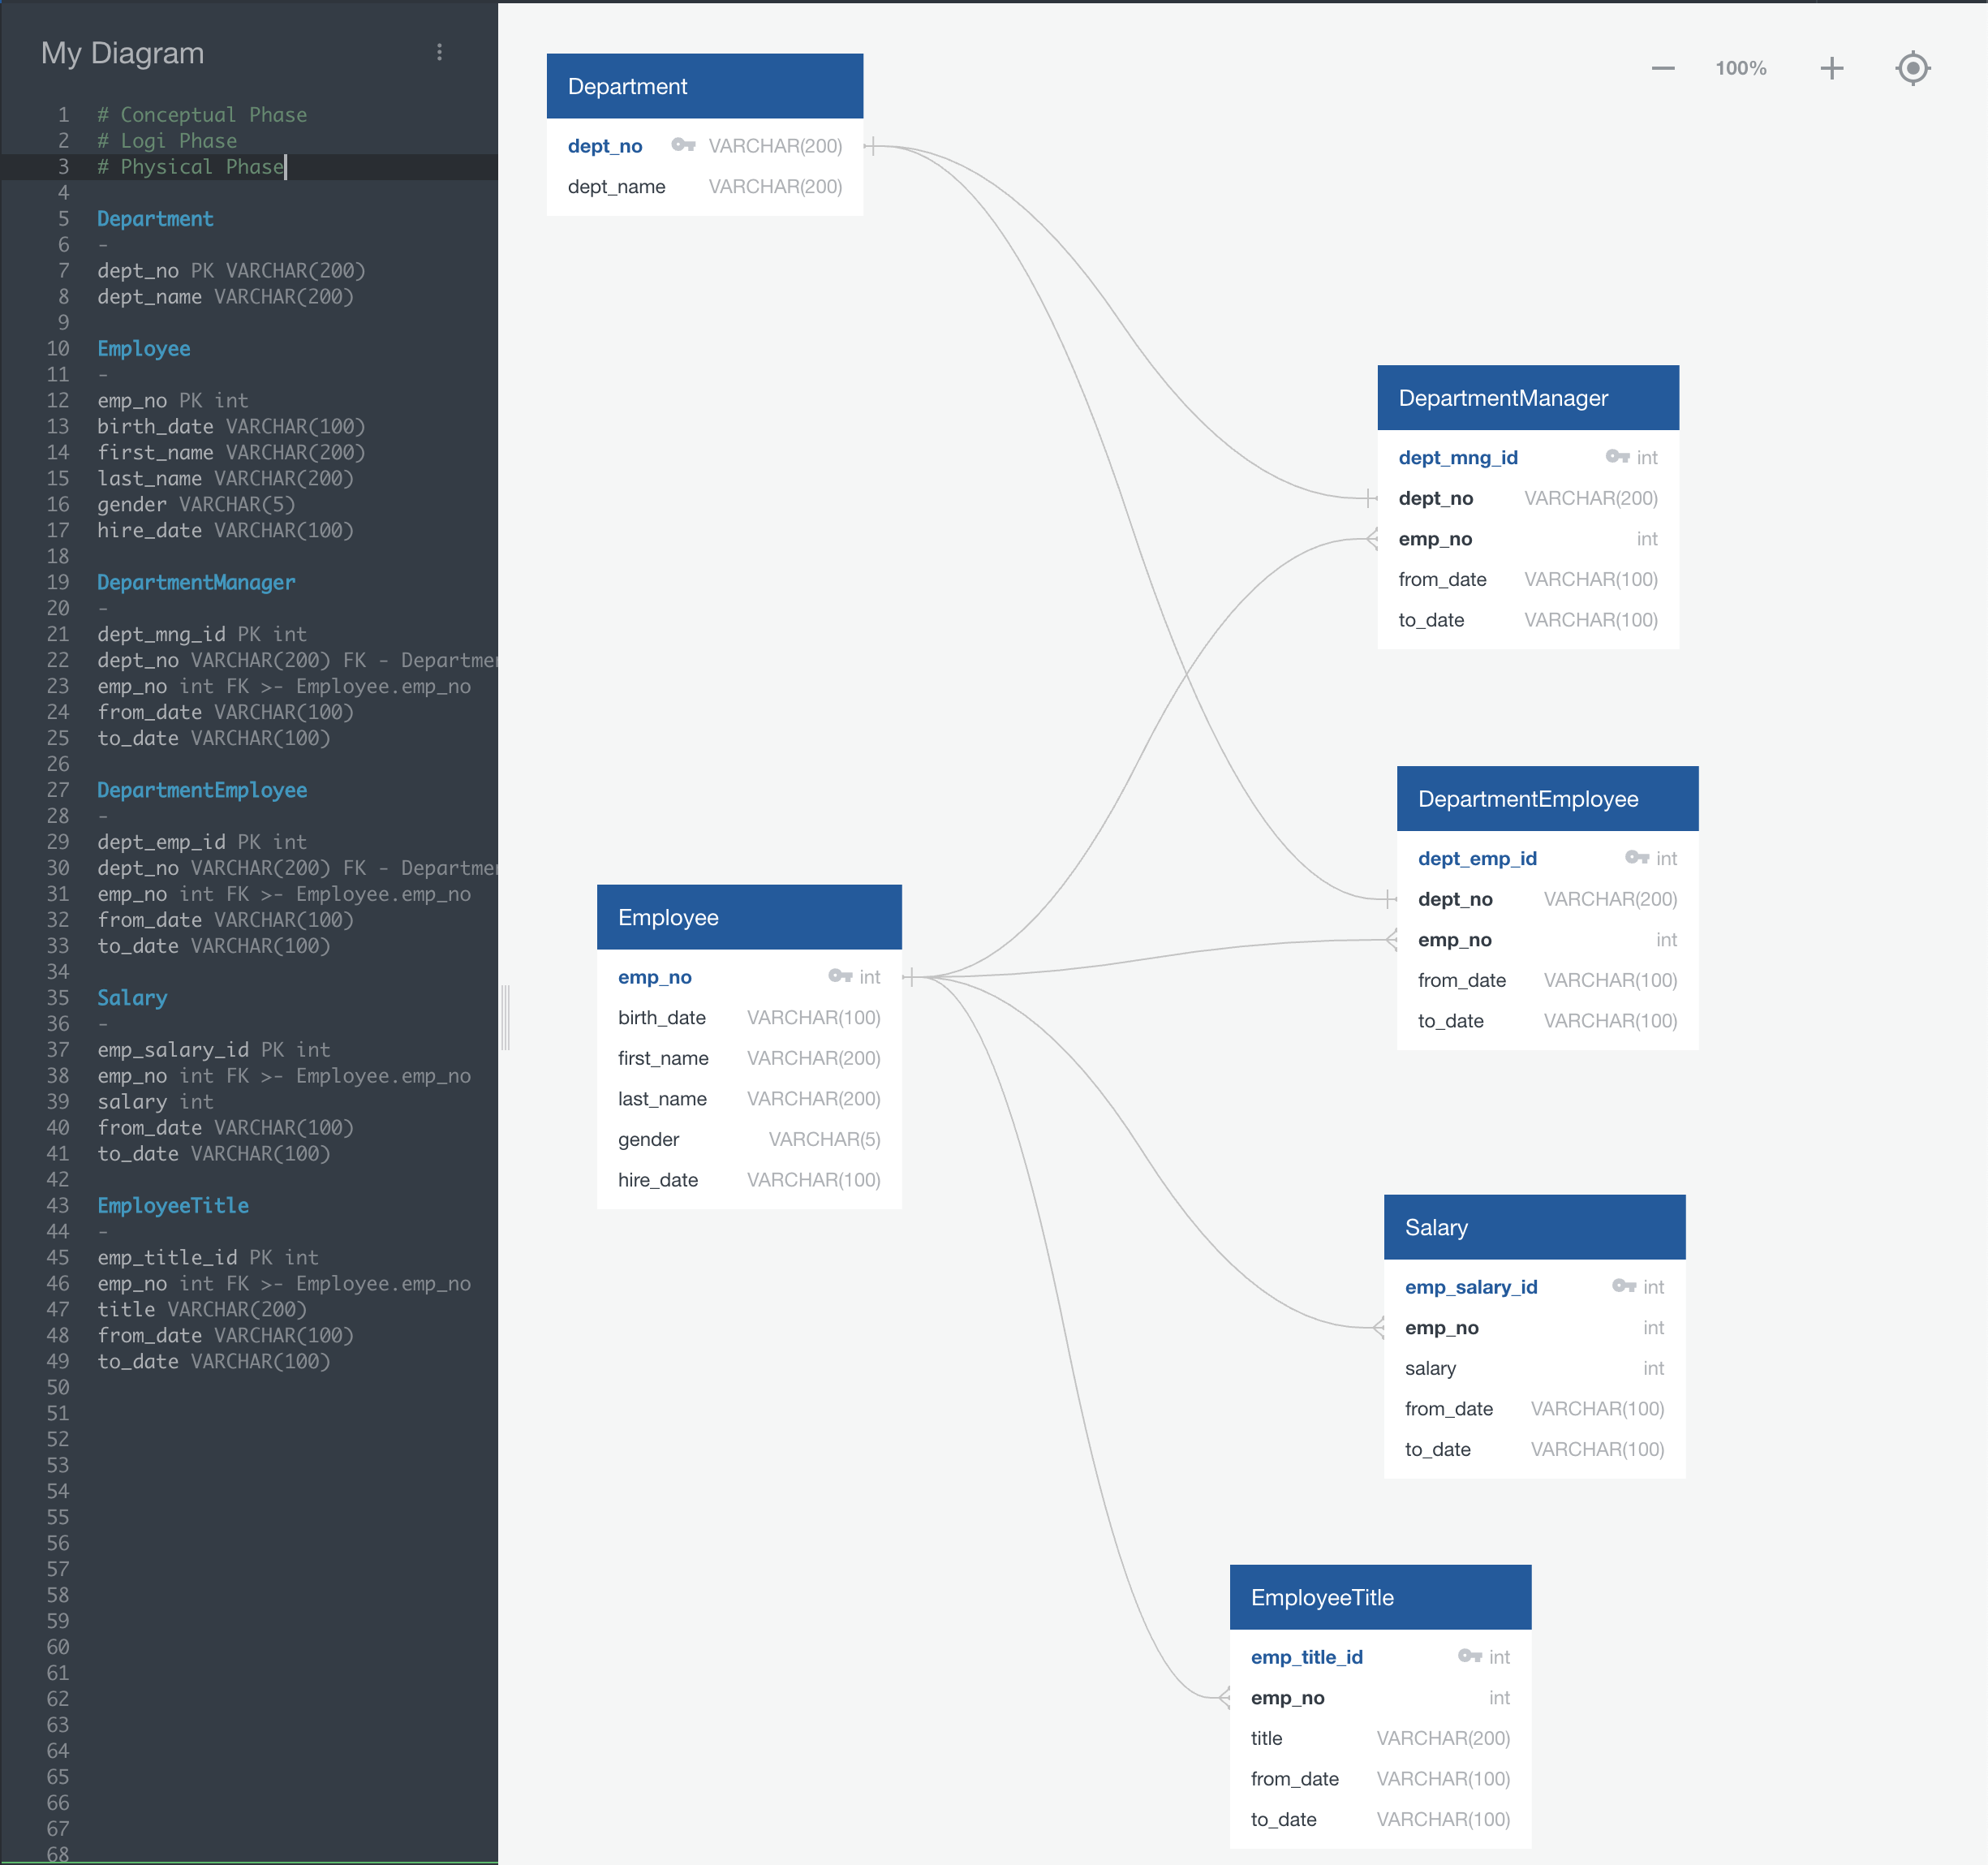 My Diagram
1 # Conceptual Phase
2 # Logi Phase
3 # Physical Phase
4
5 Department
6 -
7 dept_no PK VARCHAR(200)
8 dept_name VARCHAR(200)
9
10 Employee
11 -
12 emp_no PK int
13 birth_date VARCHAR(100)
14 first_name VARCHAR(200)
15 last_name VARCHAR(200)
16 gender VARCHAR(5)
17 hire_date VARCHAR(100)
18
19 DepartmentManager
20 -
21 dept_mng_id PK int
22 dept_no VARCHAR(200) FK - Departmen
23 emp_no int FK >- Employee.emp_no
24 from_date VARCHAR(100)
25 to_date VARCHAR(100)
26
27 DepartmentEmployee
28 -
29 dept_emp_id PK int
30 dept_no VARCHAR(200) FK - Departmen
31 emp_no int FK >- Employee.emp_no
32 from_date VARCHAR(100)
33 to_date VARCHAR(100)
34
35 Salary
36 -
37 emp_salary_id PK int
38 emp_no int FK >- Employee.emp_no
39 salary int
40 from_date VARCHAR(100)
41 to_date VARCHAR(100)
42
43 EmployeeTitle
44 -
45 emp_title_id PK int
46 emp_no int FK >- Employee.emp_no
47 title VARCHAR(200)
48 from_date VARCHAR(100)
49 to_date VARCHAR(100)
50
51
52
53
54
55
56
57
58
59
60
61
62
63
64
65
66
67
68
100%
Department
dept_no VARCHAR(200)
dept_name VARCHAR(200)
DepartmentManager
dept_mng_id int
dept_no VARCHAR(200)
emp_no int
from_date VARCHAR(100)
to_date VARCHAR(100)
DepartmentEmployee
dept_emp_id int
dept_no VARCHAR(200)
emp_no int
from_date VARCHAR(100)
to_date VARCHAR(100)
Employee
emp_no int
birth_date VARCHAR(100)
first_name VARCHAR(200)
last_name VARCHAR(200)
gender VARCHAR(5)
hire_date VARCHAR(100)
Salary
emp_salary_id int
emp_no int
salary int
from_date VARCHAR(100)
to_date VARCHAR(100)
EmployeeTitle
emp_title_id int
emp_no int
title VARCHAR(200)
from_date VARCHAR(100)
to_date VARCHAR(100)